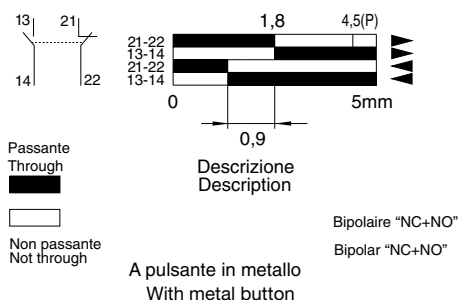 13 21
14 22
1,8 4,5(P)
21-22
13-14
21-22
13-14
0 5mm
0,9
Passante
Through
Non passante
Not through
Descrizione
Description
Bipolaire “NC+NO”
Bipolar “NC+NO”
A pulsante in metallo
With metal button